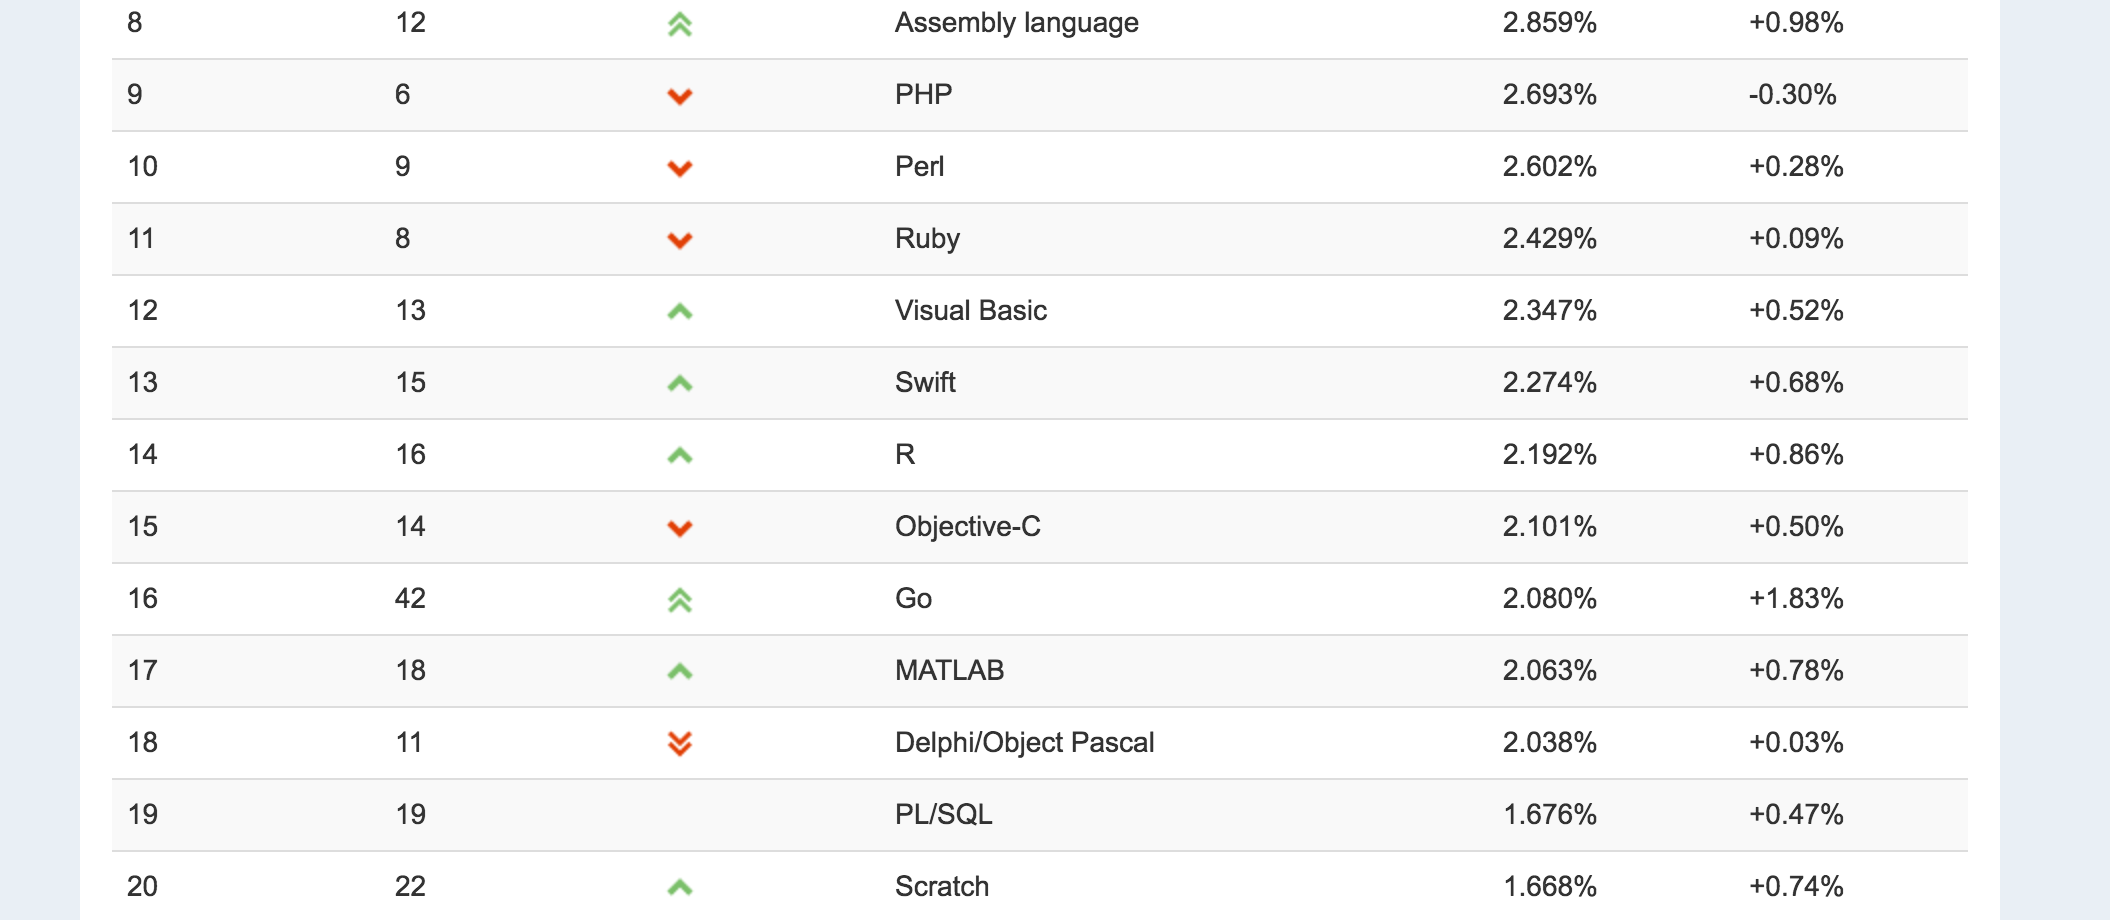 8 12 Assembly language 2.859% +0.98%
9 6 PHP 2.693% -0.30%
10 9 Perl 2.602% +0.28%
11 8 Ruby 2.429% +0.09%
12 13 Visual Basic 2.347% +0.52%
13 15 Swift 2.274% +0.68%
14 16 R 2.192% +0.86%
15 14 Objective-C 2.101% +0.50%
16 42 Go 2.080% +1.83%
17 18 MATLAB 2.063% +0.78%
18 11 Delphi/Object Pascal 2.038% +0.03%
19 19 PL/SQL 1.676% +0.47%
20 22 Scratch 1.668% +0.74%